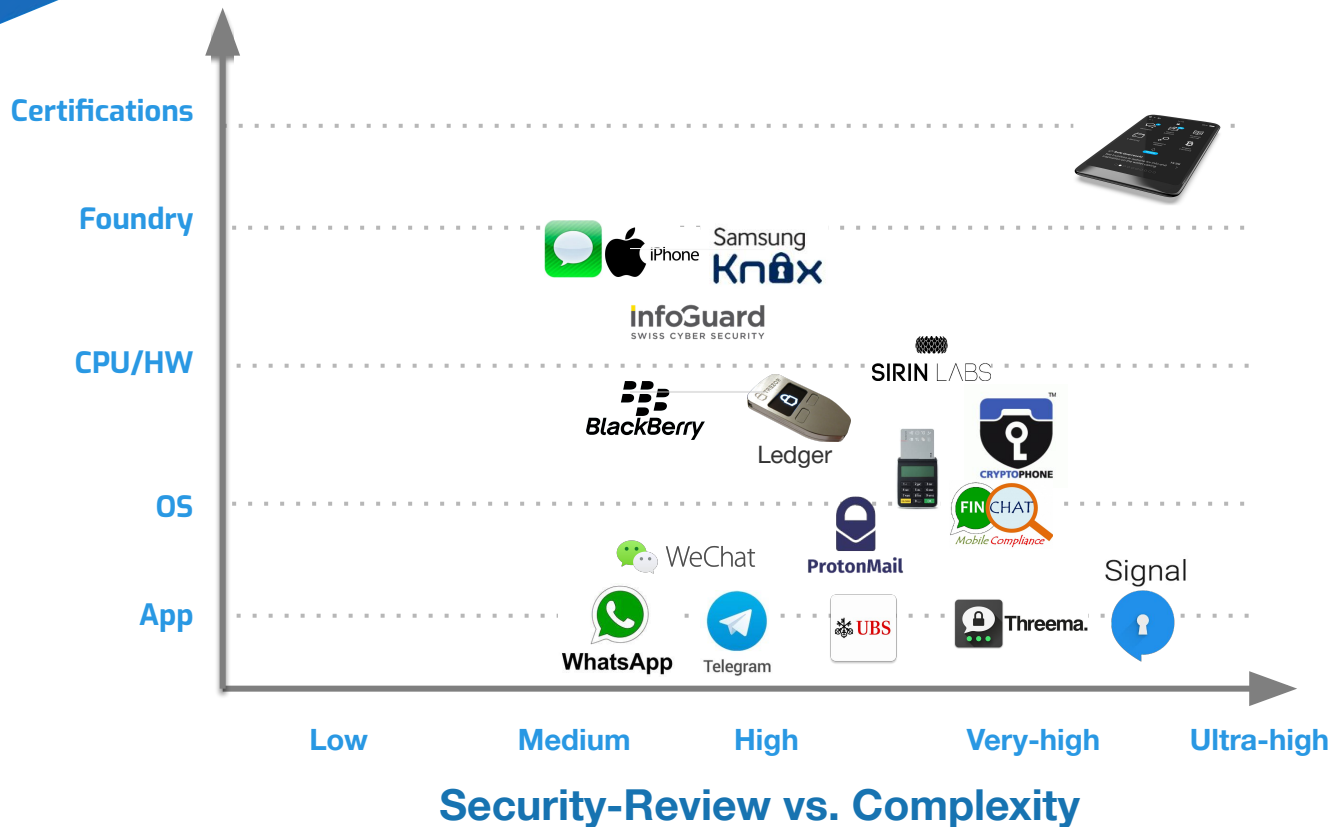 Certifications
Foundry
iPhone
Samsung
Knox
infoGuard
SWISS CYBER SECURITY
CPU/HW
SIRIN LABS
BlackBerry
TREZOR
Ledger
TM
CRYPTOPHONE
OS
FIN CHAT
Mobile Compliance
ProtonMail
WeChat
Signal
App
WhatsApp
Telegram
UBS
Threema.
Low Medium High Very-high Ultra-high
Security-Review vs. Complexity